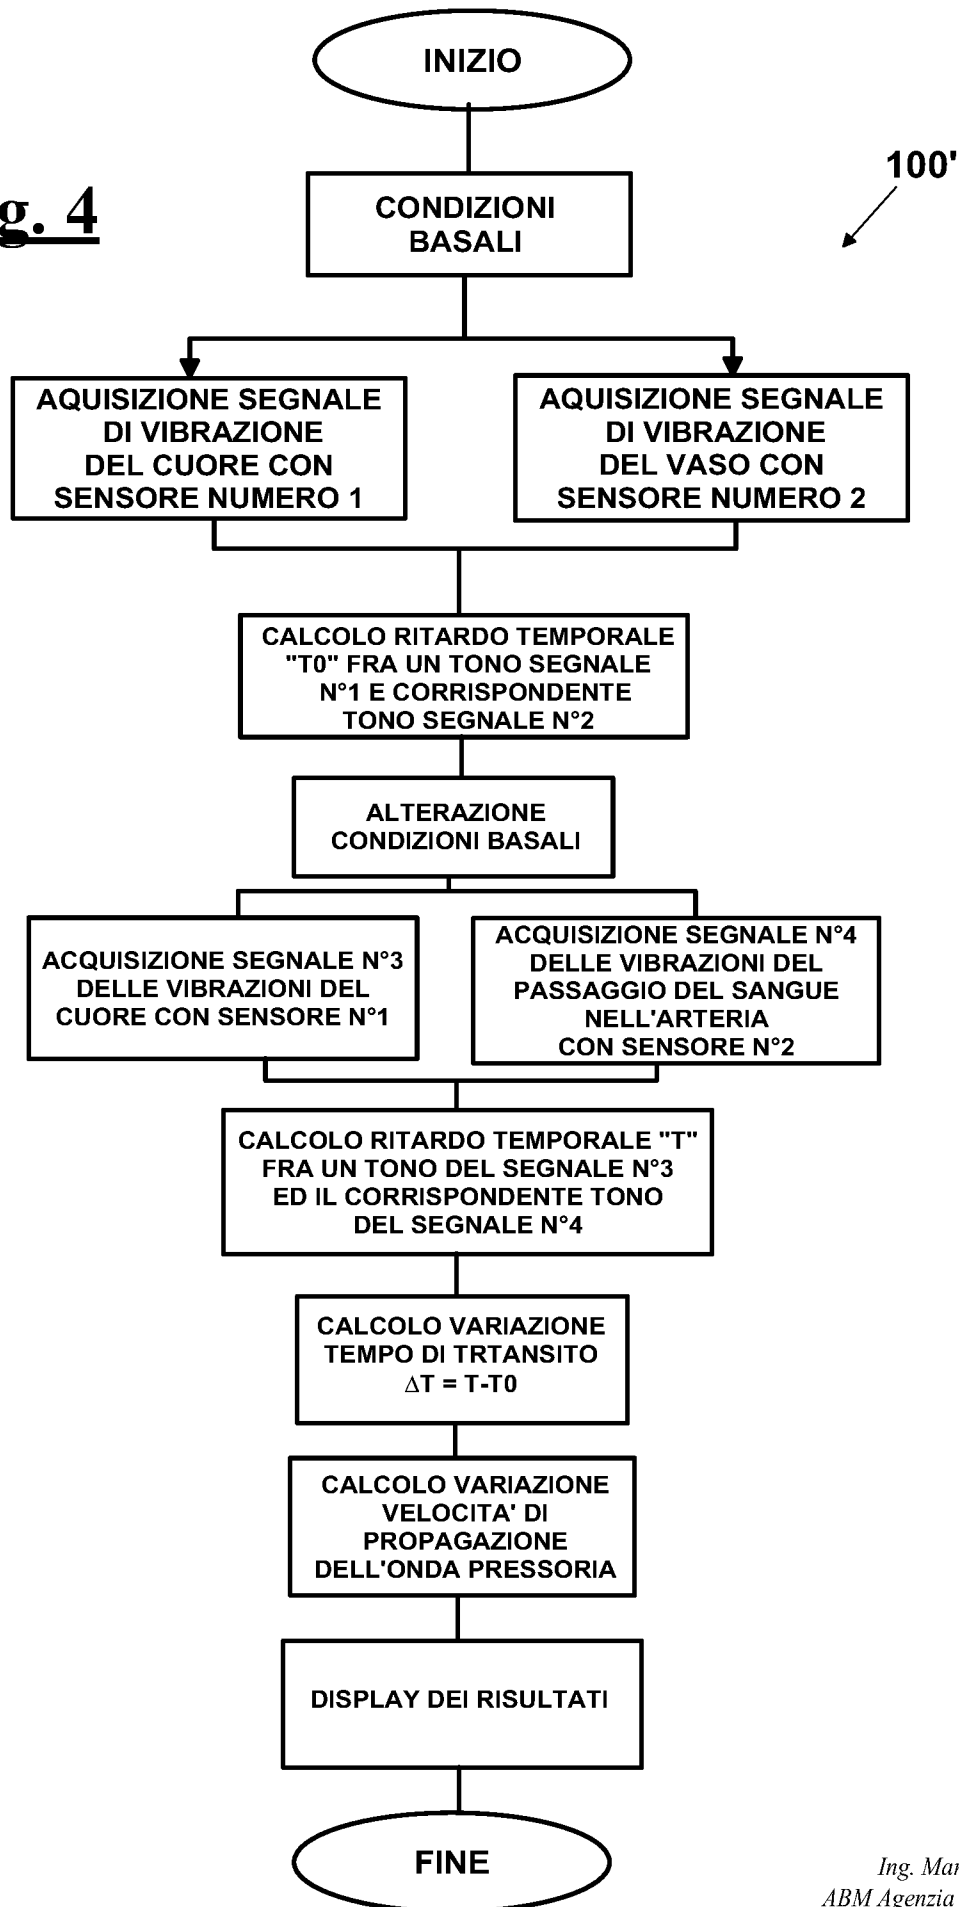 INIZIO
100'
g. 4
CONDIZIONI
BASALI
AQUISIZIONE SEGNALE
DI VIBRAZIONE
DEL CUORE CON
SENSORE NUMERO 1
AQUISIZIONE SEGNALE
DI VIBRAZIONE
DEL VASO CON
SENSORE NUMERO 2
CALCOLO RITARDO TEMPORALE
"T0" FRA UN TONO SEGNALE
N°1 E CORRISPONDENTE
TONO SEGNALE N°2
ALTERAZIONE
CONDIZIONI BASALI
ACQUISIZIONE SEGNALE N°3
DELLE VIBRAZIONI DEL
CUORE CON SENSORE N°1
ACQUISIZIONE SEGNALE N°4
DELLE VIBRAZIONI DEL
PASSAGGIO DEL SANGUE
NELL'ARTERIA
CON SENSORE N°2
CALCOLO RITARDO TEMPORALE "T"
FRA UN TONO DEL SEGNALE N°3
ED IL CORRISPONDENTE TONO
DEL SEGNALE N°4
CALCOLO VARIAZIONE
TEMPO DI TRTANSITO
∆T = T-T0
CALCOLO VARIAZIONE
VELOCITA' DI
PROPAGAZIONE
DELL'ONDA PRESSORIA
DISPLAY DEI RISULTATI
FINE
Ing. Mar
ABM Agenzia